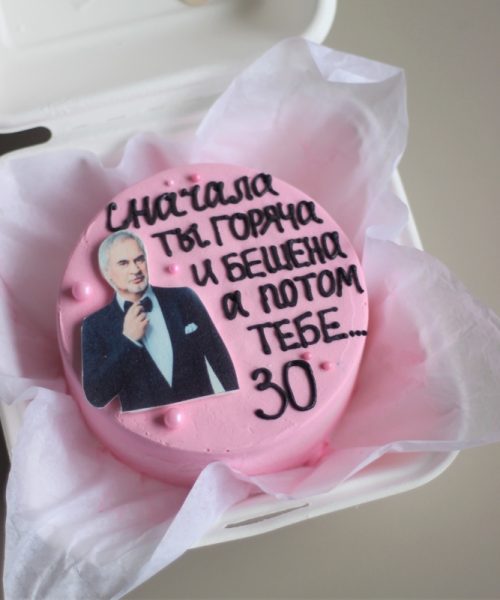 сначала
ты горяча
и бешена
а потом
тебе...
30